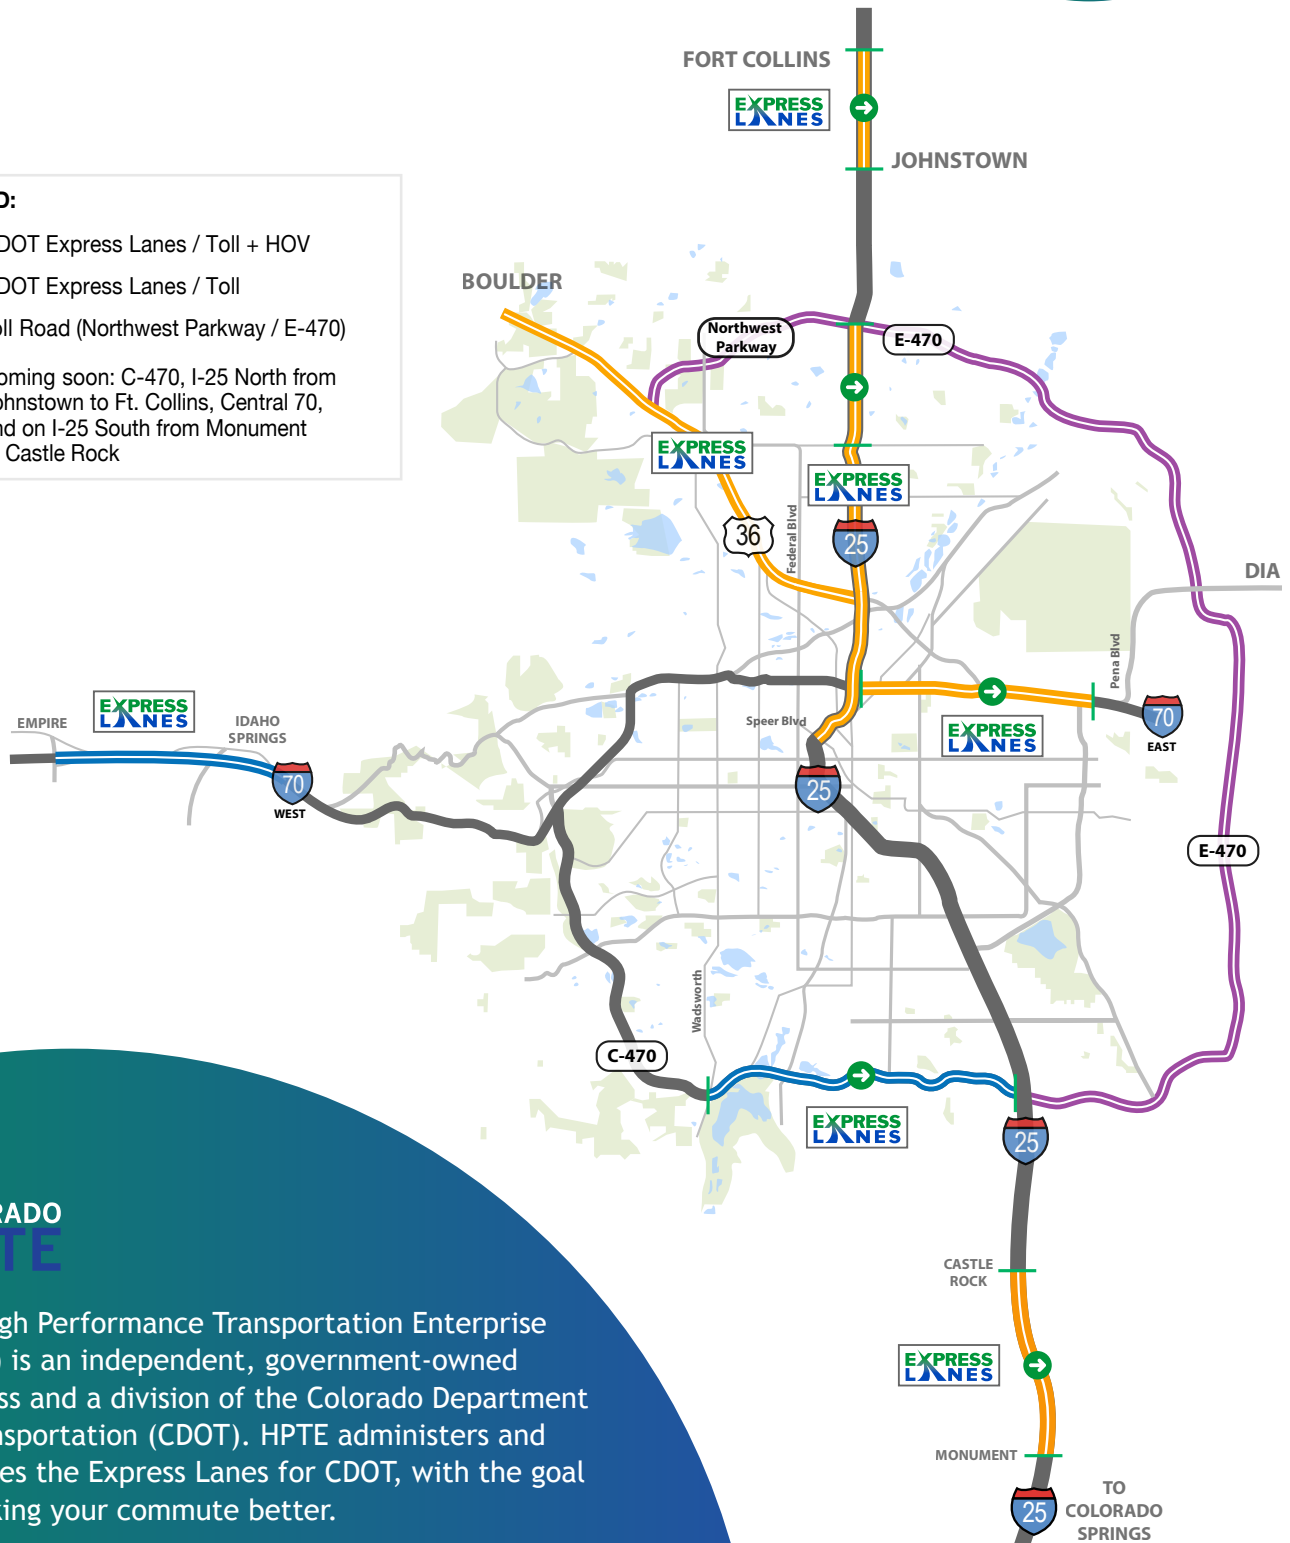 FORT COLLINS
EXPRESS
LANES
JOHNSTOWN
D:
DOT Express Lanes / Toll + HOV
DOT Express Lanes / Toll
oll Road (Northwest Parkway / E-470)
oming soon: C-470, I-25 North from
ohnstown to Ft. Collins, Central 70,
nd on I-25 South from Monument
Castle Rock
BOULDER
Northwest
Parkway
E-470
EXPRESS
LANES
EXPRESS
LANES
36
Federal Blvd
25
DIA
Pena Blvd
EXPRESS
LANES
EMPIRE
IDAHO
SPRINGS
70
WEST
Speer Blvd
EXPRESS
LANES
70
EAST
25
E-470
Wadsworth
C-470
EXPRESS
LANES
25
RADO
TE
gh Performance Transportation Enterprise
) is an independent, government-owned
ss and a division of the Colorado Department
nsportation (CDOT). HPTE administers and
es the Express Lanes for CDOT, with the goal
king your commute better.
CASTLE
ROCK
EXPRESS
LANES
MONUMENT
25
TO
COLORADO
SPRINGS